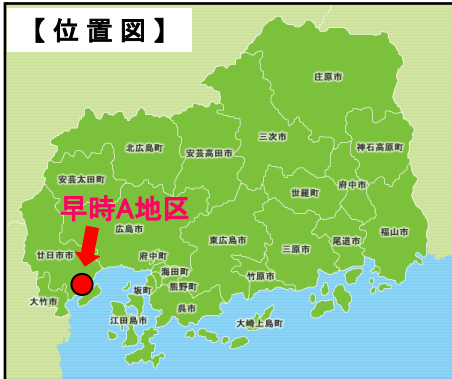 【位置図】
庄原市
三次市
北広島町
安芸高田市
神石高原町
安芸太田町
府中市
世羅町
早時A地区
広島市
福山市
東広島市
尾道市
三原市
廿日市市
府中町
海田町
竹原市
坂町
熊野町
大竹市
呉市
江田島市
大崎上島町